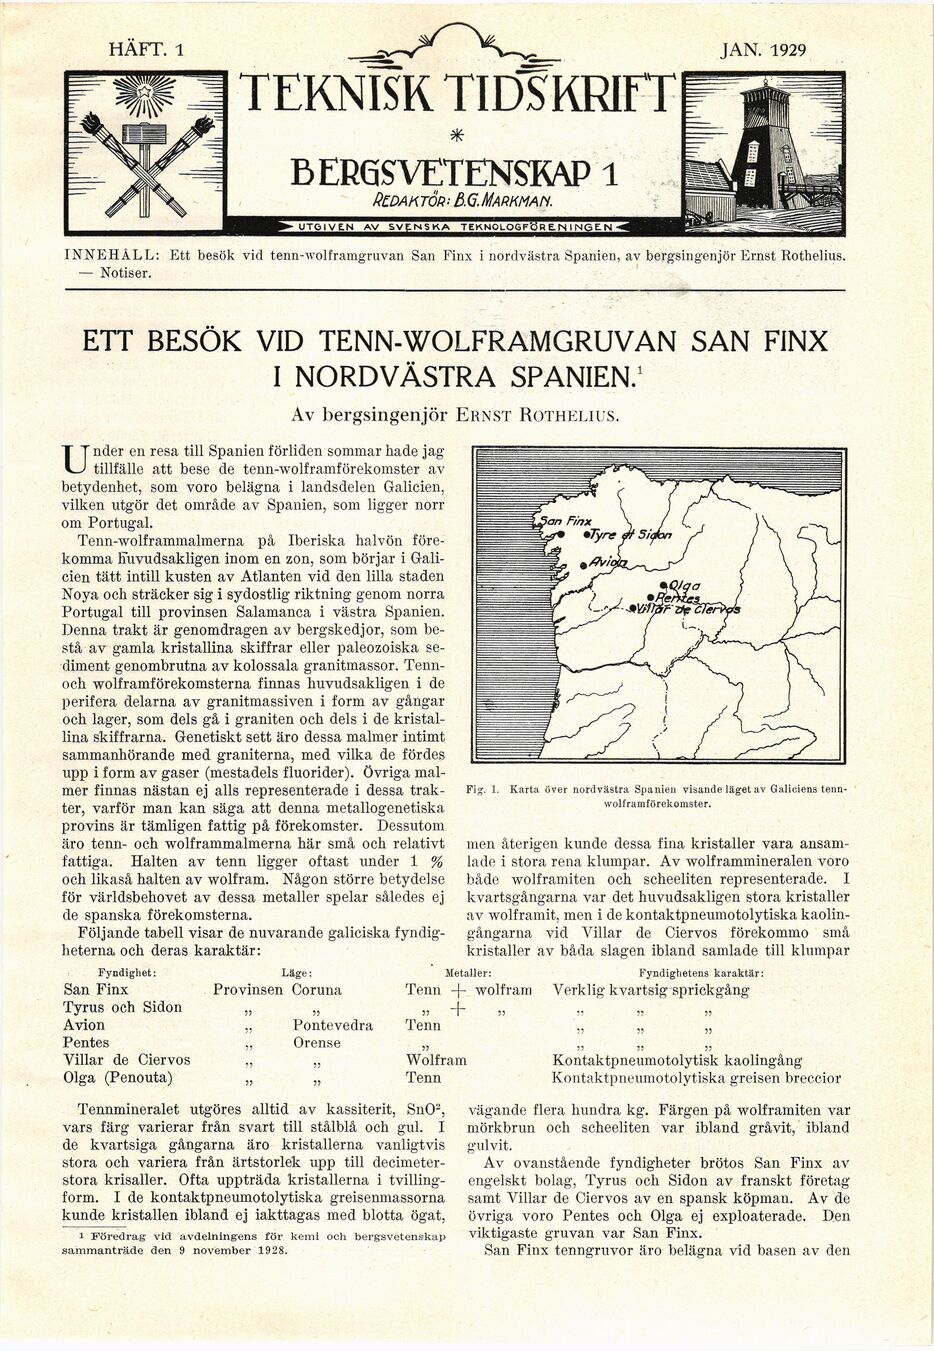 HÄFT. 1
JAN. 1929
TEKNISK TIDSKRIFT
*
BERGSVETENSKAP 1
REDAKTÖR: B.G. MARKMAN.
UTGIVEN AV SVENSKA TEKNOLOGFÖRENINGEN
INNEHÅLL: Ett besök vid tenn-wolframgruvan San Finx i nordvästra Spanien, av bergsingenjör Ernst Rothelius.
— Notiser.
ETT BESÖK VID TENN-WOLFRAMGRUVAN SAN FINX
I NORDVÄSTRA SPANIEN.¹
Av bergsingenjör ERNST ROTHELIUS.
Under en resa till Spanien förliden sommar hade jag
tillfälle att bese de tenn-wolframförekomster av
betydenhet, som voro belägna i landsdelen Galicien,
vilken utgör det område av Spanien, som ligger norr
om Portugal.
Tenn-wolframmalmerna på Iberiska halvön före-
komma huvudsakligen inom en zon, som börjar i Gali-
cien tätt intill kusten av Atlanten vid den lilla staden
Noya och sträcker sig i sydostlig riktning genom norra
Portugal till provinsen Salamanca i västra Spanien.
Denna trakt är genomdragen av bergskedjor, som be-
stå av gamla kristallina skiffrar eller paleozoiska se-
diment genombrutna av kolossala granitmassor. Tenn-
och wolframförekomsterna finnas huvudsakligen i de
perifera delarna av granitmassiven i form av gångar
och lager, som dels gå i graniten och dels i de kristal-
lina skiffrarna. Genetiskt sett äro dessa malmer intimt
sammanhörande med graniterna, med vilka de fördes
upp i form av gaser (mestadels fluorider). Övriga mal-
mer finnas nästan ej alls representerade i dessa trak-
ter, varför man kan säga att denna metallogenetiska
provins är tämligen fattig på förekomster. Dessutom
äro tenn- och wolframmalmerna här små och relativt
fattiga. Halten av tenn ligger oftast under 1 %
och likaså halten av wolfram. Någon större betydelse
för världsbehovet av dessa metaller spelar således ej
de spanska förekomsterna.
Följande tabell visar de nuvarande galiciska fyndig-
heterna och deras karaktär:
San Finx
Tyre et Sidon
Avion
Olga
Pentes
Villar de Ciervos
Fig. 1. Karta över nordvästra Spanien visande läget av Galiciens tenn-
wolframförekomster.
men återigen kunde dessa fina kristaller vara ansam-
lade i stora rena klumpar. Av wolframmineralen voro
både wolframiten och scheeliten representerade. I
kvartsgångarna var det huvudsakligen stora kristaller
av wolframit, men i de kontaktpneumotolytiska kaolin-
gångarna vid Villar de Ciervos förekommo små
kristaller av båda slagen ibland samlade till klumpar
Fyndighet: Läge: Metaller: Fyndighetens karaktär:
San Finx Provinsen Coruna Tenn + wolfram Verklig kvartsig sprickgång
Tyrus och Sidon „ „ „ + „ „ „ „
Avion „ Pontevedra Tenn „ „ „
Pentes „ Orense „ „ „ „
Villar de Ciervos „ „ Wolfram Kontaktpneumotolytisk kaolingång
Olga (Penouta) „ „ Tenn Kontaktpneumotolytiska greisen breccior
Tennmineralet utgöres alltid av kassiterit, SnO²,
vars färg varierar från svart till stålblå och gul. I
de kvartsiga gångarna äro kristallerna vanligtvis
stora och variera från ärtstorlek upp till decimeter-
stora krisaller. Ofta uppträda kristallerna i tvilling-
form. I de kontaktpneumotolytiska greisenmassorna
kunde kristallen ibland ej iakttagas med blotta ögat,
¹ Föredrag vid avdelningens för kemi och bergsvetenskap
sammanträde den 9 november 1928.
vägande flera hundra kg. Färgen på wolframiten var
mörkbrun och scheeliten var ibland gråvit, ibland
gulvit.
Av ovanstående fyndigheter brötos San Finx av
engelskt bolag, Tyrus och Sidon av franskt företag
samt Villar de Ciervos av en spansk köpman. Av de
övriga voro Pentes och Olga ej exploaterade. Den
viktigaste gruvan var San Finx.
San Finx tenngruvor äro belägna vid basen av den